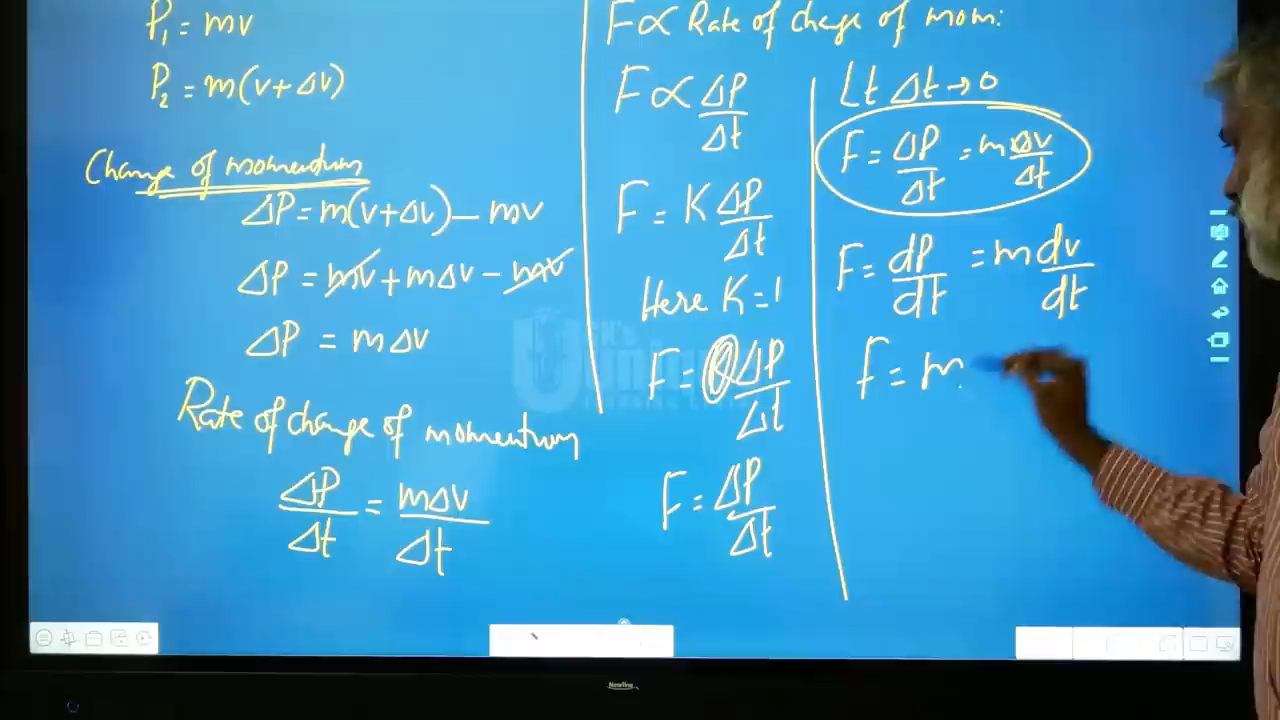 P₁ = mv
P₂ = m(v+Δv)
Change of momentum
ΔP = m(v+Δv) – mv
ΔP = mv + mΔv – mv
ΔP = mΔv
Rate of change of momentum
ΔP/Δt = mΔv/Δt
F ∝ Rate of chage of mom:
F ∝ ΔP/Δt
F = K ΔP/Δt
Here K=1
F = K ΔP/Δt
F = ΔP/Δt
Lt Δt→0
F = ΔP/Δt = mΔv/Δt
F = dP/dt = m dv/dt
F = m
Newline